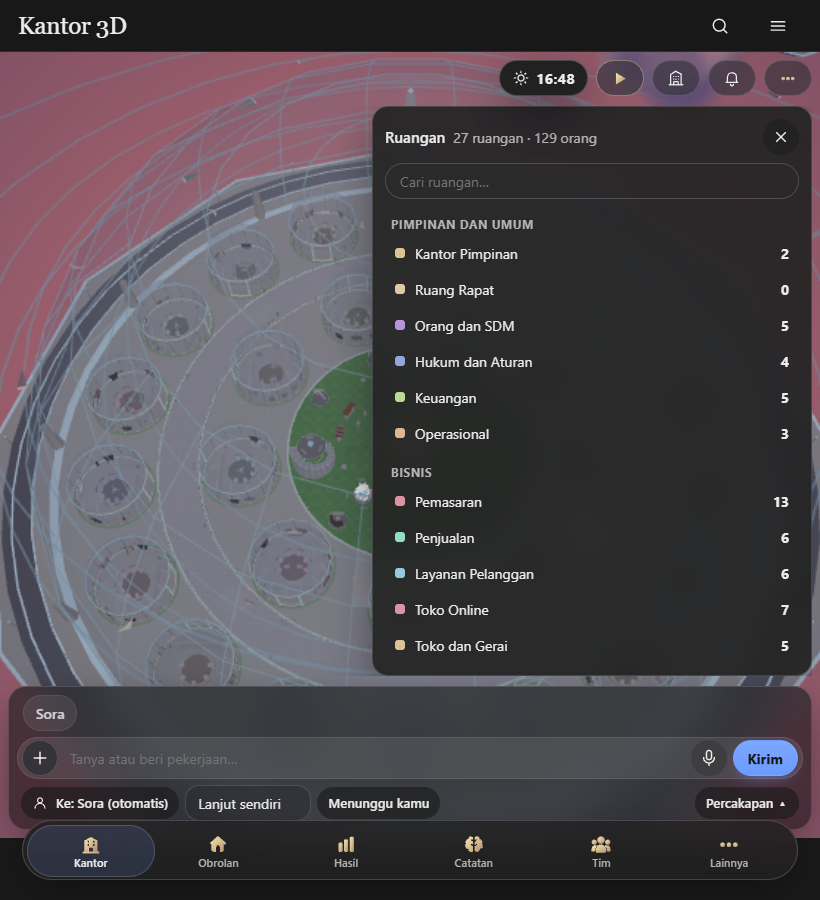 Kantor 3D
16:48
Ruangan 27 ruangan · 129 orang
Cari ruangan...
PIMPINAN DAN UMUM
Kantor Pimpinan 2
Ruang Rapat 0
Orang dan SDM 5
Hukum dan Aturan 4
Keuangan 5
Operasional 3
BISNIS
Pemasaran 13
Penjualan 6
Layanan Pelanggan 6
Toko Online 7
Toko dan Gerai 5
Sora
Tanya atau beri pekerjaan...
Kirim
Ke: Sora (otomatis) Lanjut sendiri Menunggu kamu Percakapan
Kantor Obrolan Hasil Catatan Tim Lainnya